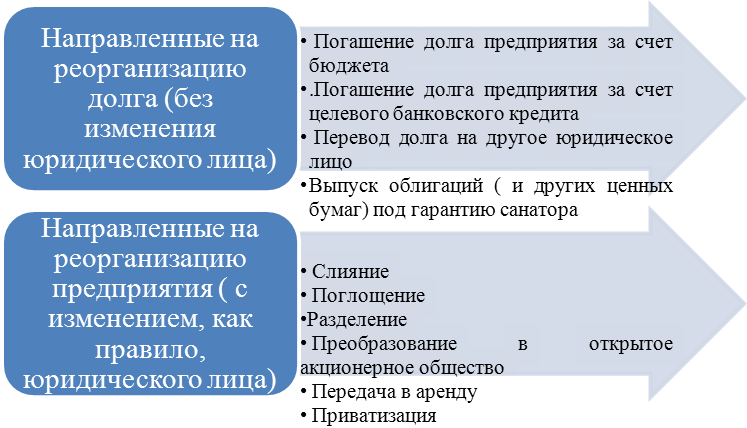 Направленные на
реорганизацию
долга (без
изменения
юридического лица)
• Погашение долга предприятия за счет
бюджета
• .Погашение долга предприятия за счет
целевого банковского кредита
• Перевод долга на другое юридическое
лицо
•Выпуск облигаций ( и других ценных
бумаг) под гарантию санатора
Направленные на
реорганизацию
предприятия ( с
изменением, как
правило,
юридического лица)
• Слияние
• Поглощение
•Разделение
• Преобразование в открытое
акционерное общество
• Передача в аренду
• Приватизация